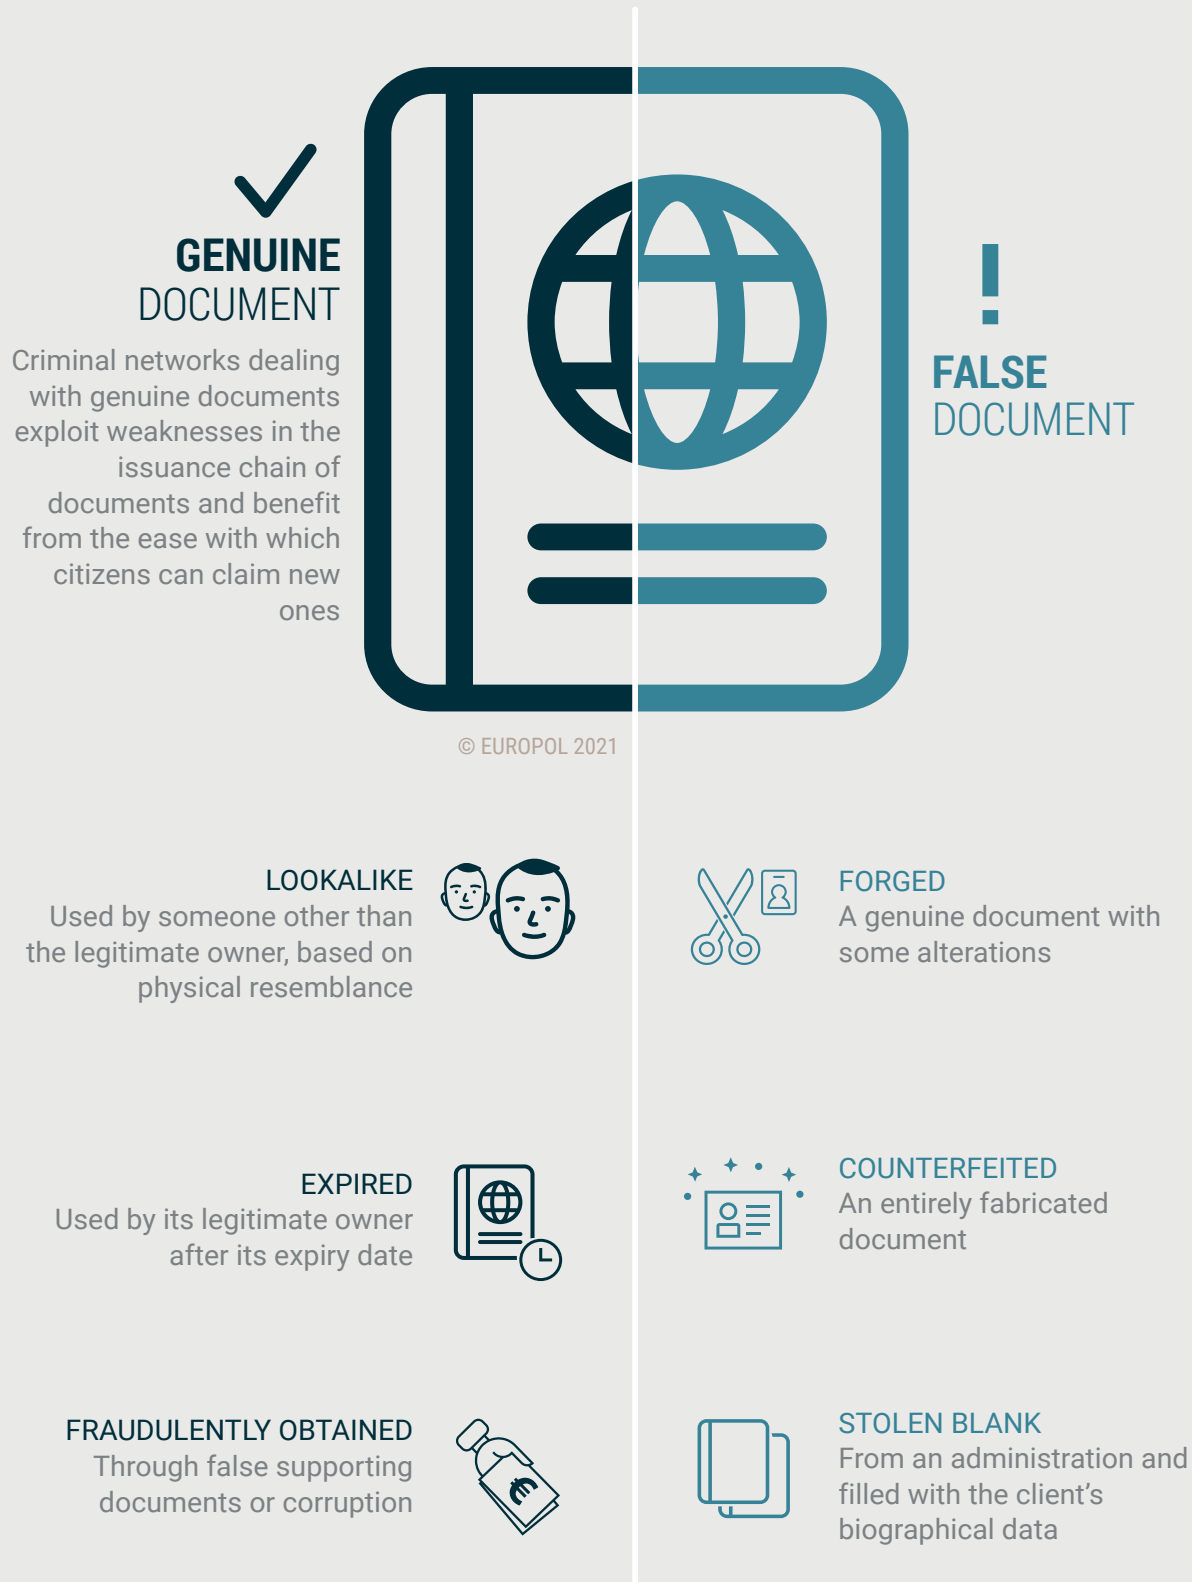 GENUINE
DOCUMENT
Criminal networks dealing
with genuine documents
exploit weaknesses in the
issuance chain of
documents and benefit
from the ease with which
citizens can claim new
ones
!
FALSE
DOCUMENT
© EUROPOL 2021
LOOKALIKE
Used by someone other than
the legitimate owner, based on
physical resemblance
EXPIRED
Used by its legitimate owner
after its expiry date
FRAUDULENTLY OBTAINED
Through false supporting
documents or corruption
€
FORGED
A genuine document with
some alterations
COUNTERFEITED
An entirely fabricated
document
STOLEN BLANK
From an administration and
filled with the client’s
biographical data